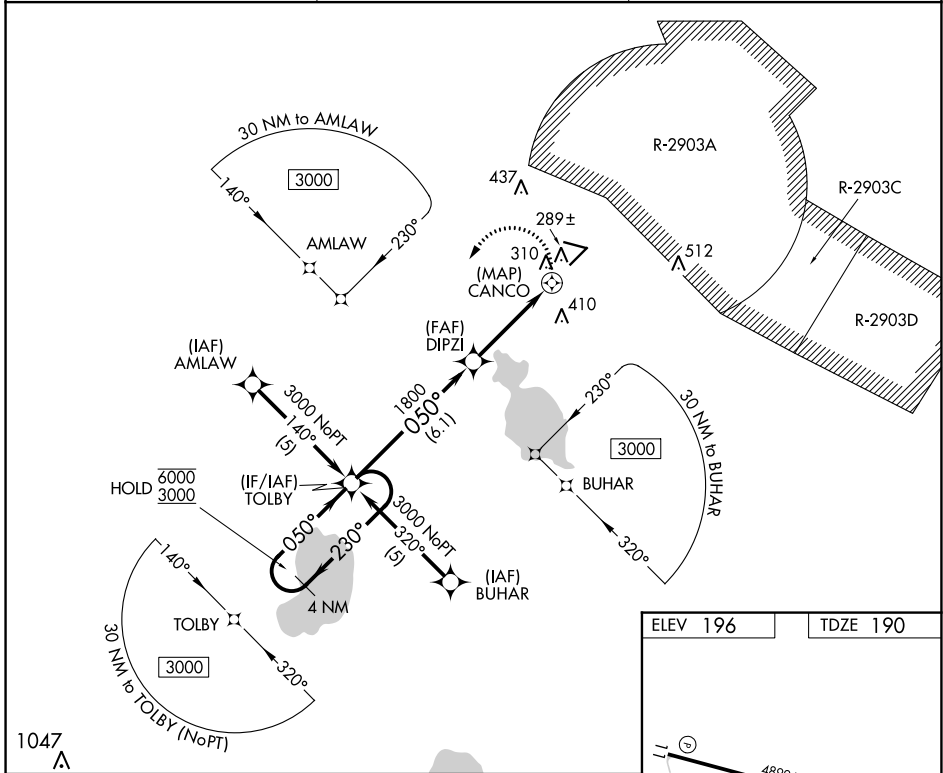 30 NM to AMLAW
3000
140°
230°
AMLAW
R-2903A
R-2903C
R-2903D
437
289±
310
512
(MAP)
CANCO
410
(FAF)
DIPZI
(IAF)
AMLAW
3000 NoPT
140°
(5)
1800
050°
(6.1)
230°
30 NM to BUHAR
3000
BUHAR
320°
HOLD 6000
3000
(IF/IAF)
TOLBY
050°
230°
4 NM
3000 NoPT
320°
(5)
(IAF)
BUHAR
140°
TOLBY
320°
3000
30 NM to TOLBY (NoPT)
1047
ELEV 196
TDZE 190
11
P